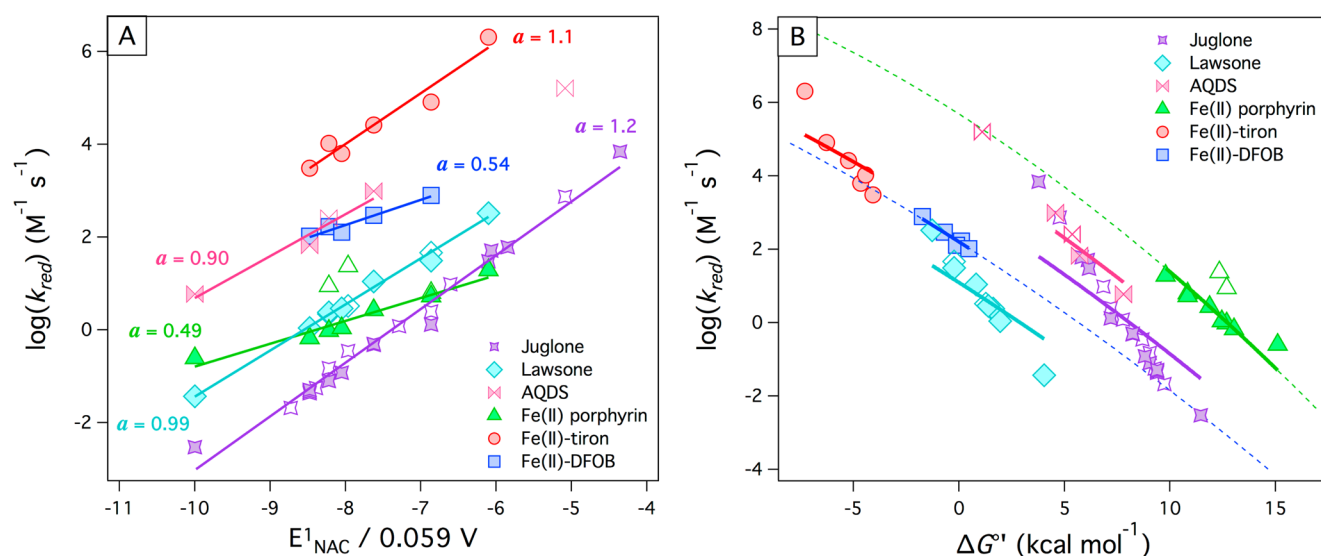 A
6
4
2
0
-2
-11
-10
-9
-8
-7
-6
-5
-4
log(k_red) (M⁻¹ s⁻¹)
E¹_NAC / 0.059 V
a = 1.1
a = 1.2
a = 0.54
a = 0.90
a = 0.49
a = 0.99
Juglone
Lawsone
AQDS
Fe(II) porphyrin
Fe(II)-tiron
Fe(II)-DFOB
B
8
6
4
2
0
-2
-4
-5
0
5
10
15
log(k_red) (M⁻¹ s⁻¹)
ΔG°' (kcal mol⁻¹)
Juglone
Lawsone
AQDS
Fe(II) porphyrin
Fe(II)-tiron
Fe(II)-DFOB